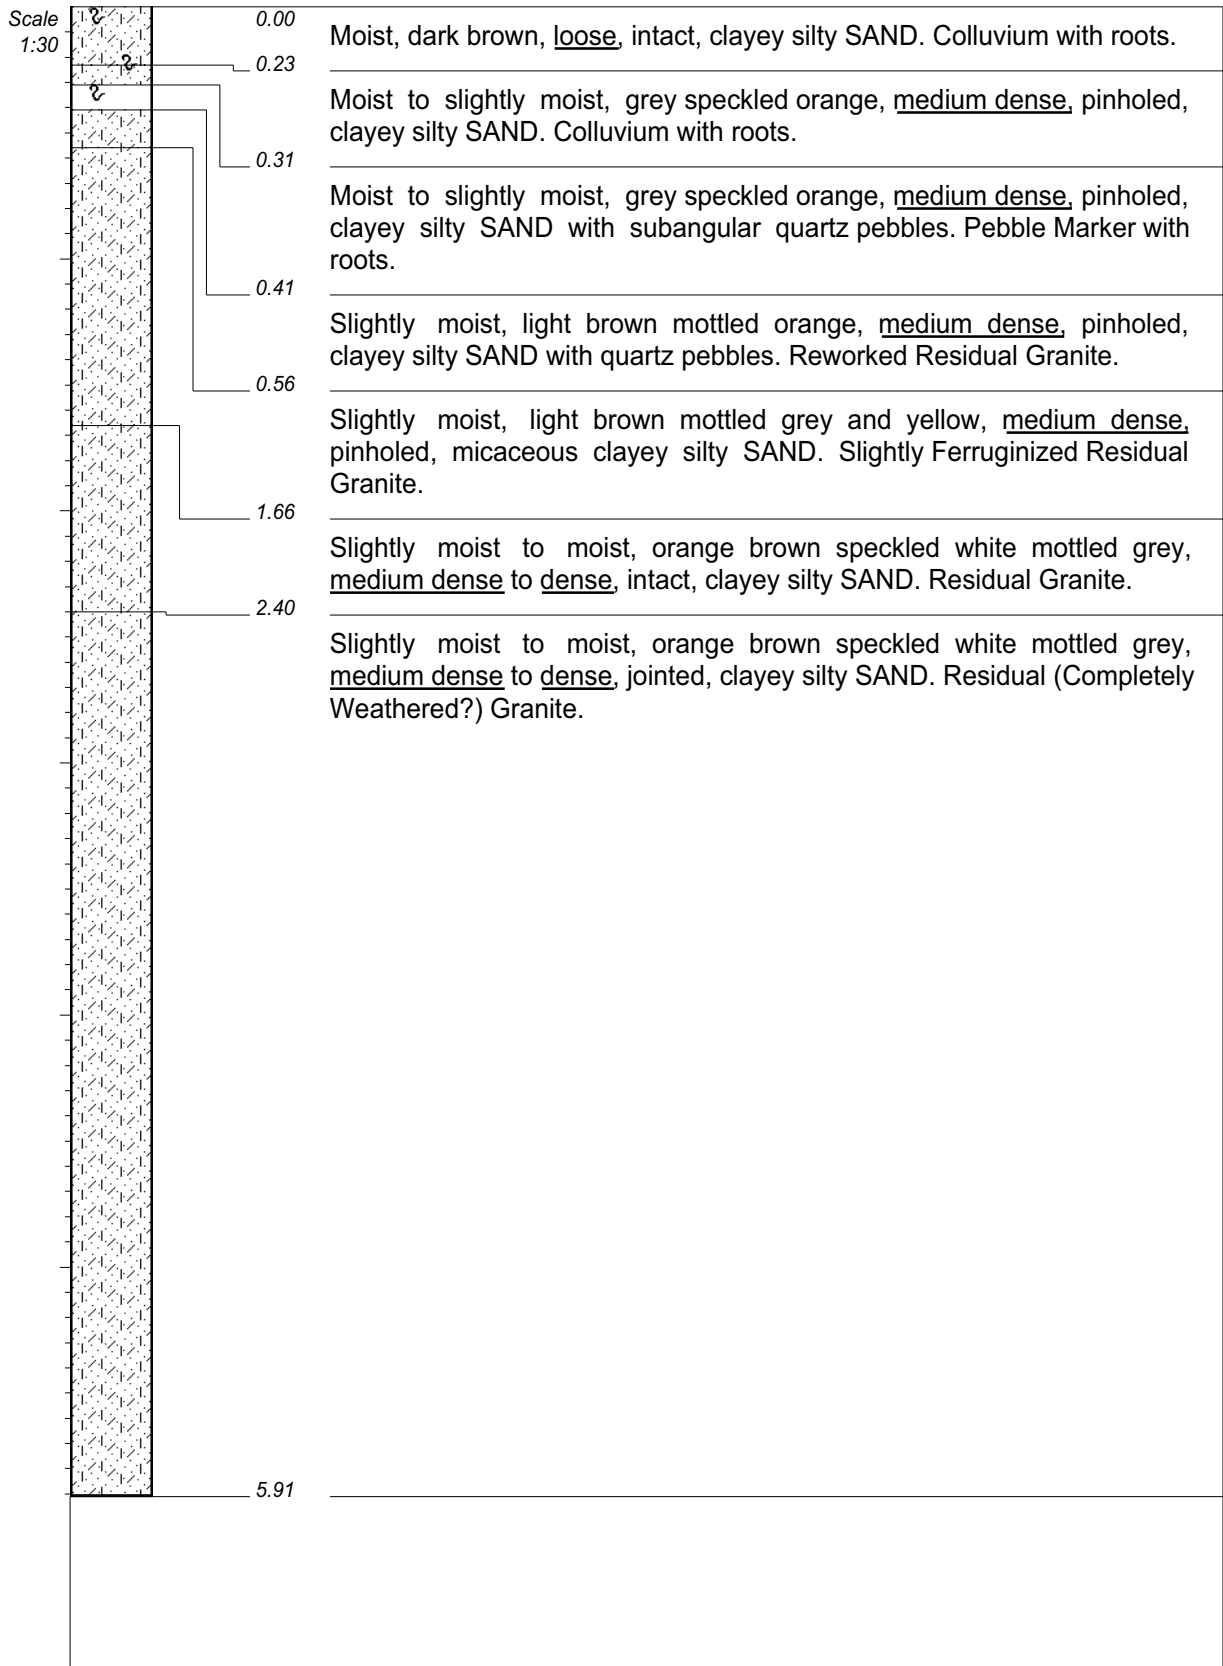 Scale
1:30
0.00
Moist, dark brown, loose, intact, clayey silty SAND. Colluvium with roots.
0.23
Moist to slightly moist, grey speckled orange, medium dense, pinholed,
clayey silty SAND. Colluvium with roots.
0.31
Moist to slightly moist, grey speckled orange, medium dense, pinholed,
clayey silty SAND with subangular quartz pebbles. Pebble Marker with
roots.
0.41
Slightly moist, light brown mottled orange, medium dense, pinholed,
clayey silty SAND with quartz pebbles. Reworked Residual Granite.
0.56
Slightly moist, light brown mottled grey and yellow, medium dense,
pinholed, micaceous clayey silty SAND. Slightly Ferruginized Residual
Granite.
1.66
Slightly moist to moist, orange brown speckled white mottled grey,
medium dense to dense, intact, clayey silty SAND. Residual Granite.
2.40
Slightly moist to moist, orange brown speckled white mottled grey,
medium dense to dense, jointed, clayey silty SAND. Residual (Completely
Weathered?) Granite.
5.91